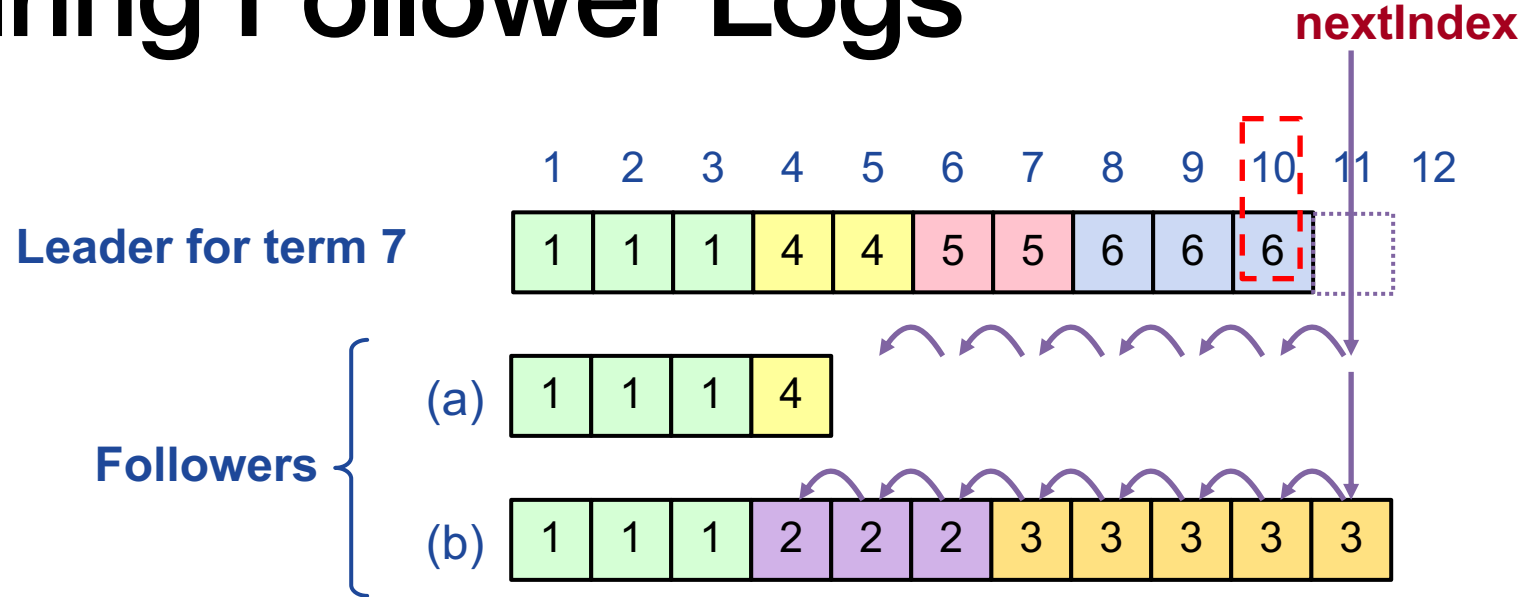 ring Follower Logs
nextIndex
1 2 3 4 5 6 7 8 9 10 11 12
Leader for term 7 1 1 1 4 4 5 5 6 6 6
(a) 1 1 1 4
Followers
(b) 1 1 1 2 2 2 3 3 3 3 3